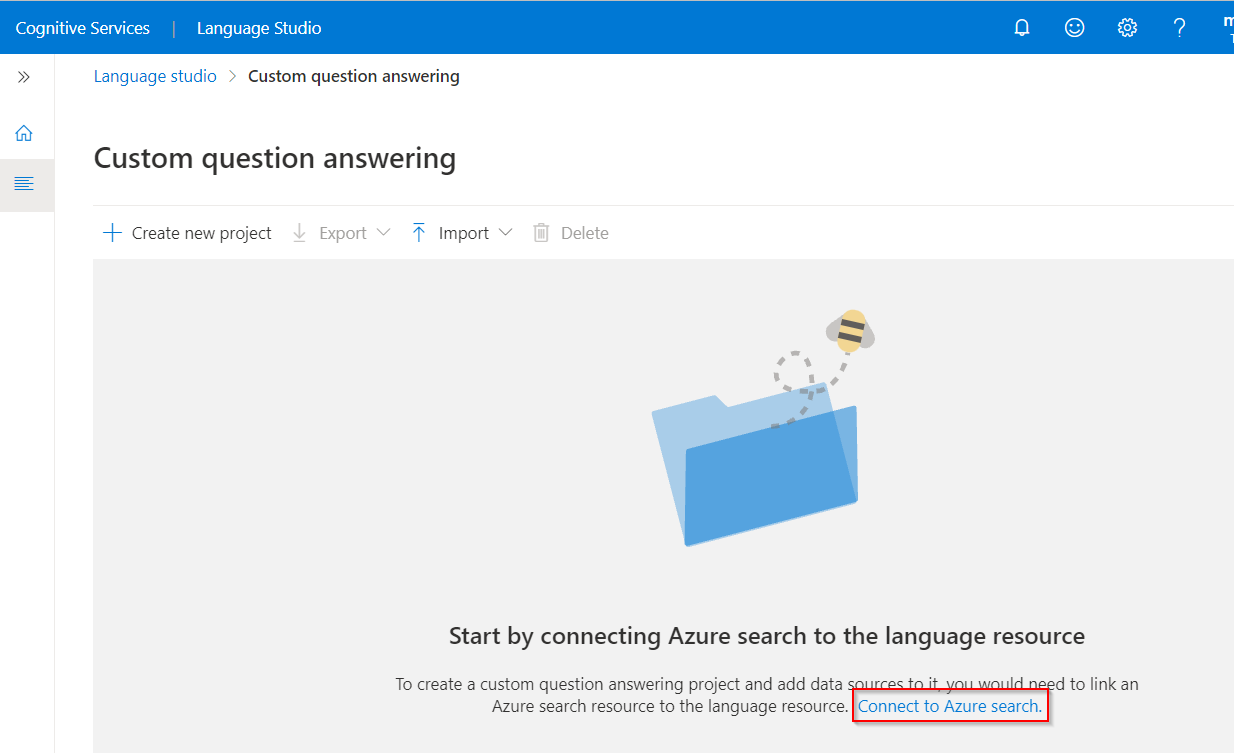 Cognitive Services | Language Studio
Language studio > Custom question answering
Custom question answering
Create new project Export Import Delete
Start by connecting Azure search to the language resource
To create a custom question answering project and add data sources to it, you would need to link an
Azure search resource to the language resource. Connect to Azure search.